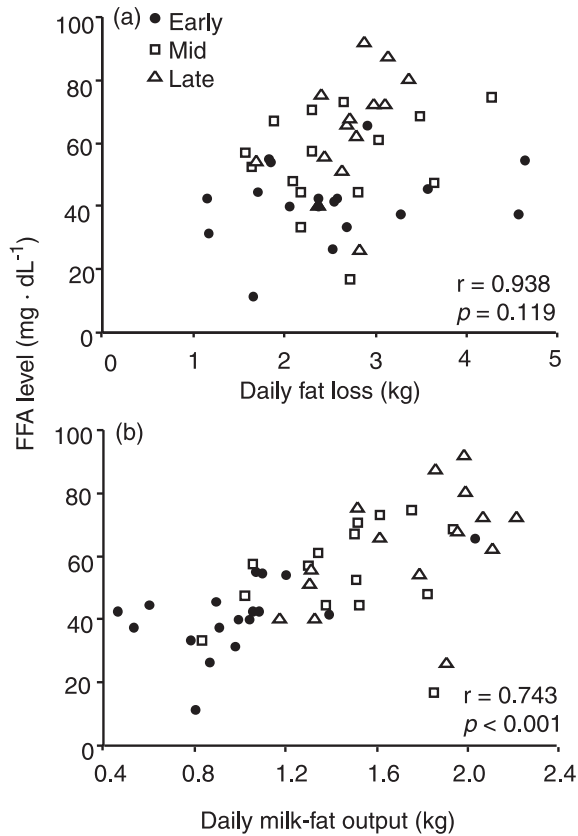 (a)
Early
Mid
Late
100
80
60
40
20
0
r = 0.938
p = 0.119
0 1 2 3 4 5
Daily fat loss (kg)
FFA level (mg · dL⁻¹)
(b)
100
80
60
40
20
0
r = 0.743
p < 0.001
0.4 0.8 1.2 1.6 2.0 2.4
Daily milk-fat output (kg)